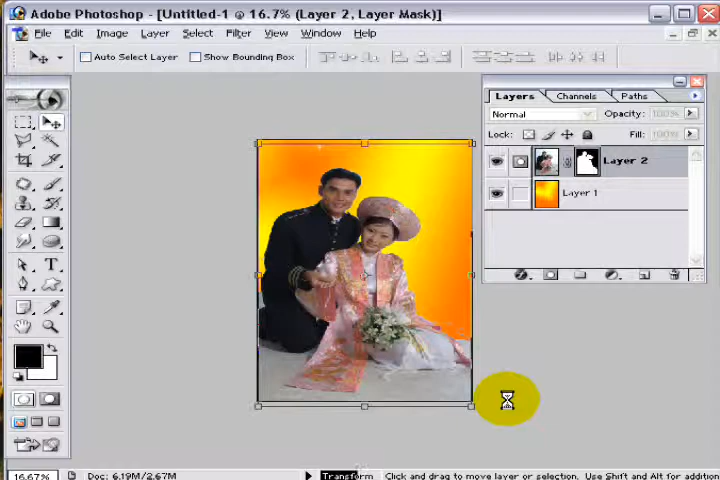 Adobe Photoshop - [Untitled-1 @ 16.7% (Layer 2, Layer Mask)]
File Edit Image Layer Select Filter View Window Help
Auto Select Layer Show Bounding Box
Layers Channels Paths
Normal Opacity: 100%
Lock: Fill: 100%
Layer 2
Layer 1
T
16.67% Doc: 6.19M/2.67M Transform Click and drag to move layer or selection. Use Shift and Alt for addition